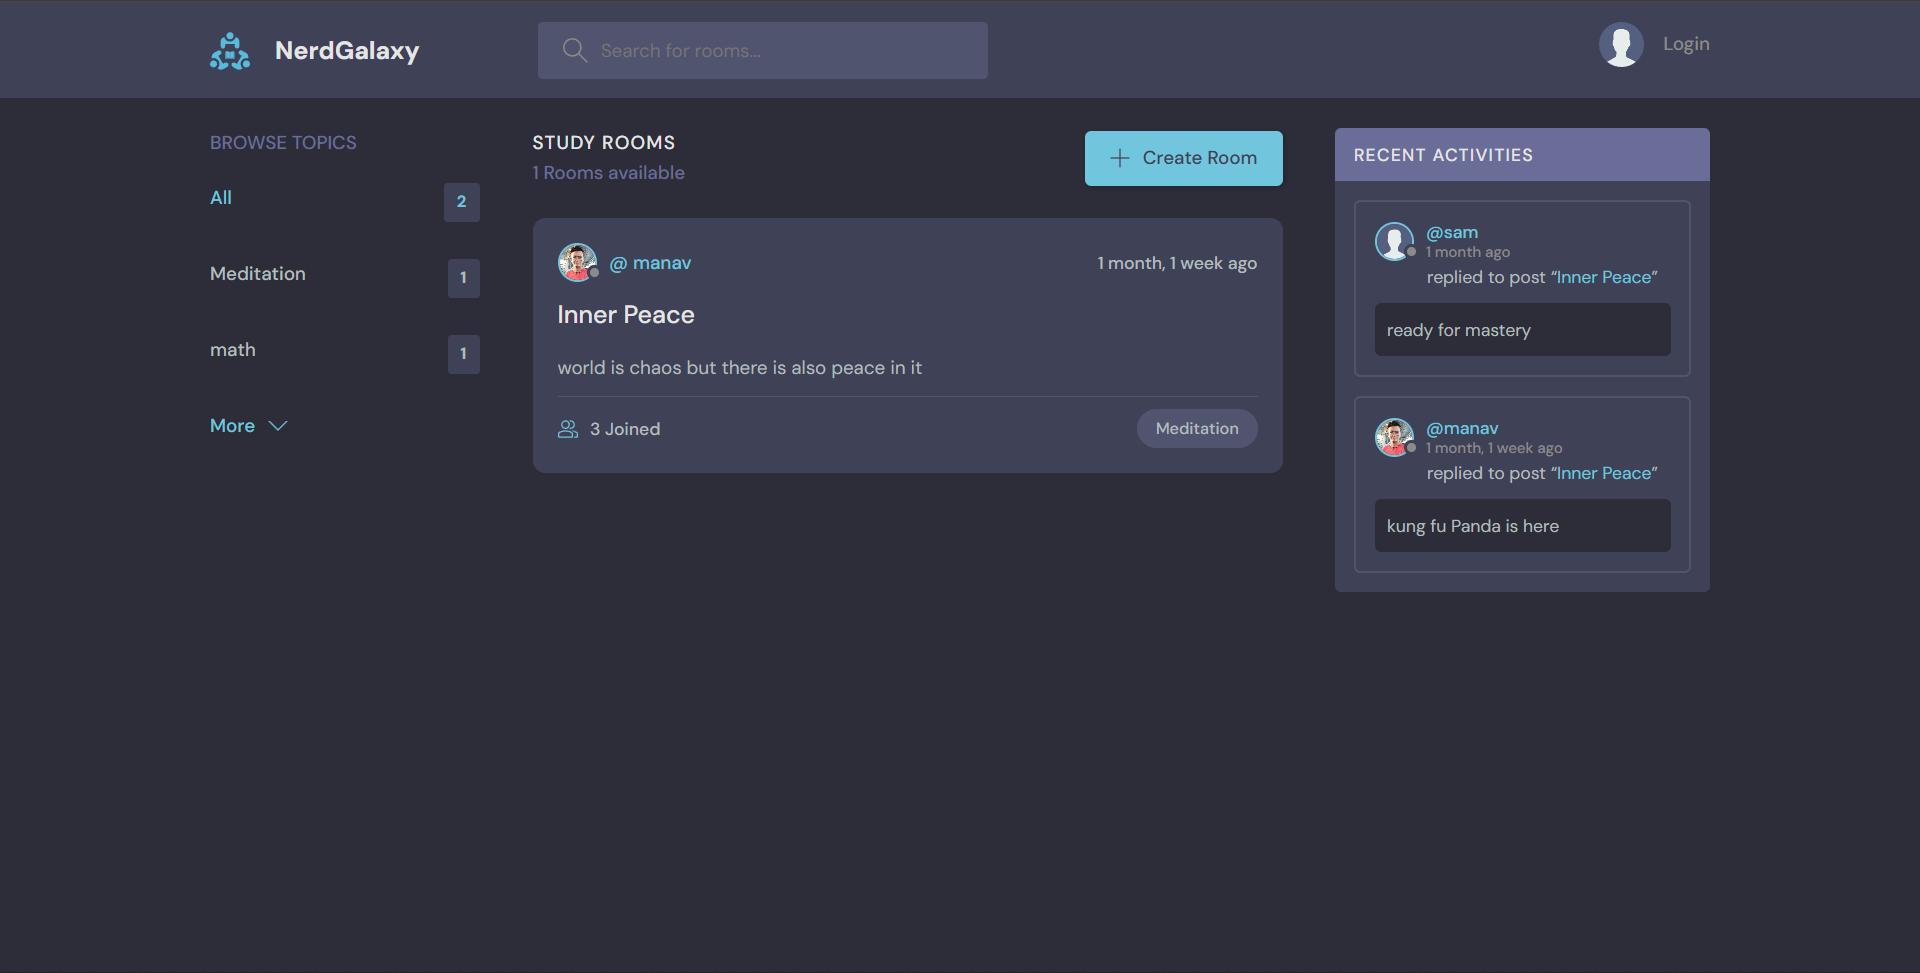 NerdGalaxy
Search for rooms...
Login
BROWSE TOPICS
All 2
Meditation 1
math 1
More
STUDY ROOMS
1 Rooms available
Create Room
@ manav
1 month, 1 week ago
Inner Peace
world is chaos but there is also peace in it
3 Joined
Meditation
RECENT ACTIVITIES
@sam
1 month ago
replied to post “Inner Peace”
ready for mastery
@manav
1 month, 1 week ago
replied to post “Inner Peace”
kung fu Panda is here